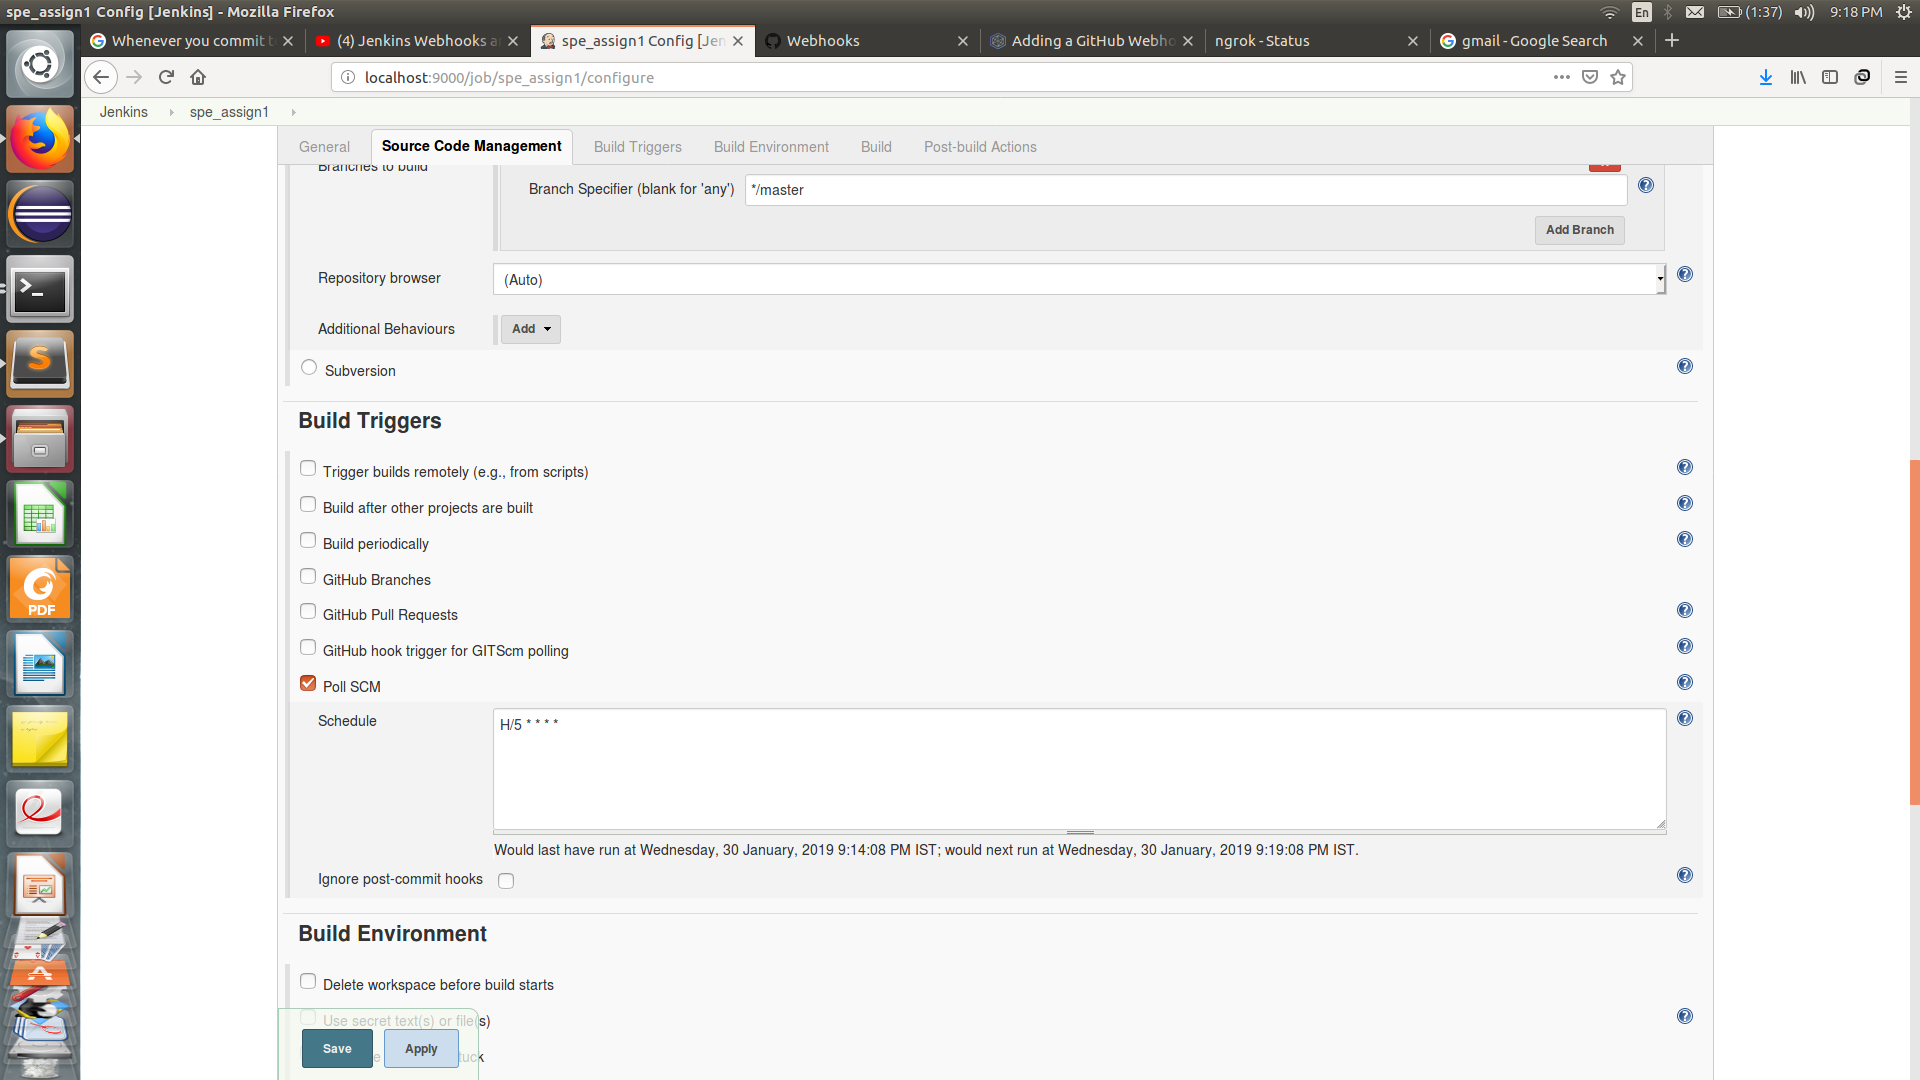 spe_assign1 Config [Jenkins] - Mozilla Firefox
En
(1:37)
9:18 PM
Whenever you commit t
(4) Jenkins Webhooks a
spe_assign1 Config [Jen
Webhooks
Adding a GitHub Webho
ngrok - Status
gmail - Google Search
localhost:9000/job/spe_assign1/configure
Jenkins
spe_assign1
General
Source Code Management
Build Triggers
Build Environment
Build
Post-build Actions
Branches to build
Branch Specifier (blank for 'any')
*/master
Add Branch
Repository browser
(Auto)
Additional Behaviours
Add
Subversion
Build Triggers
Trigger builds remotely (e.g., from scripts)
Build after other projects are built
Build periodically
GitHub Branches
GitHub Pull Requests
GitHub hook trigger for GITScm polling
Poll SCM
Schedule
H/5 * * * *
Would last have run at Wednesday, 30 January, 2019 9:14:08 PM IST; would next run at Wednesday, 30 January, 2019 9:19:08 PM IST.
Ignore post-commit hooks
Build Environment
Delete workspace before build starts
Use secret text(s) or file(s)
Save
Apply
PDF